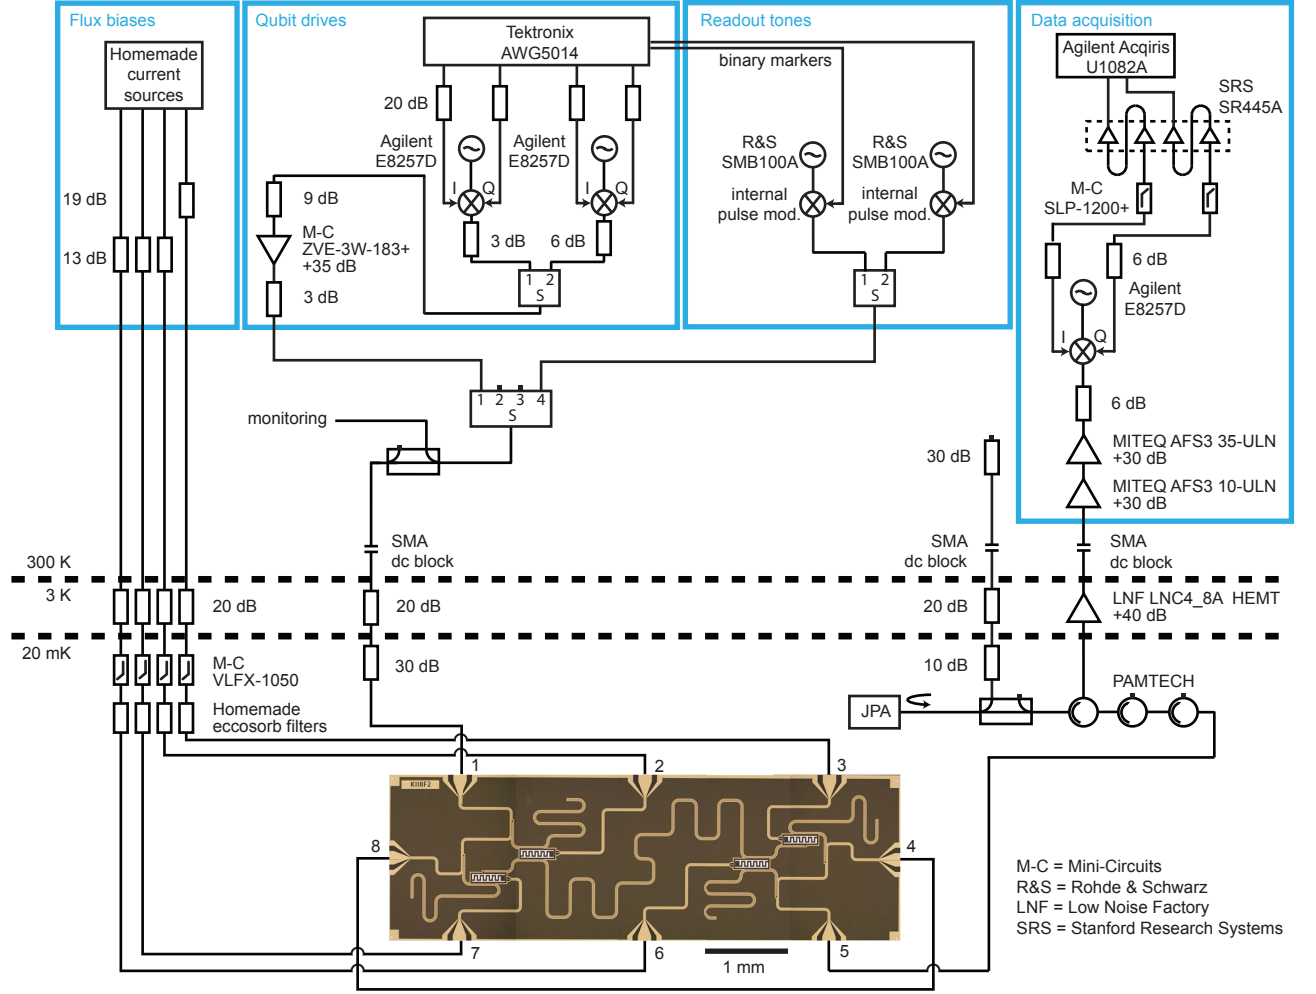 Flux biases
Homemade
current
sources
19 dB
13 dB
Qubit drives
Tektronix
AWG5014
20 dB
Agilent
E8257D
Agilent
E8257D
I
Q
I
Q
9 dB
M-C
ZVE-3W-183+
+35 dB
3 dB
3 dB
6 dB
1 2
S
Readout tones
binary markers
R&S
SMB100A
R&S
SMB100A
internal
pulse mod.
internal
pulse mod.
1 2
S
Data acquisition
Agilent Acqiris
U1082A
SRS
SR445A
M-C
SLP-1200+
6 dB
Agilent
E8257D
I
Q
6 dB
MITEQ AFS3 35-ULN
+30 dB
MITEQ AFS3 10-ULN
+30 dB
1 2 3 4
S
monitoring
30 dB
SMA
dc block
SMA
dc block
SMA
dc block
300 K
3 K
20 dB
20 dB
20 dB
LNF LNC4_8A HEMT
+40 dB
20 mK
M-C
VLFX-1050
30 dB
10 dB
PAMTECH
Homemade
eccosorb filters
JPA
1
2
3
K118F2
8
4
7
6
5
1 mm
M-C = Mini-Circuits
R&S = Rohde & Schwarz
LNF = Low Noise Factory
SRS = Stanford Research Systems